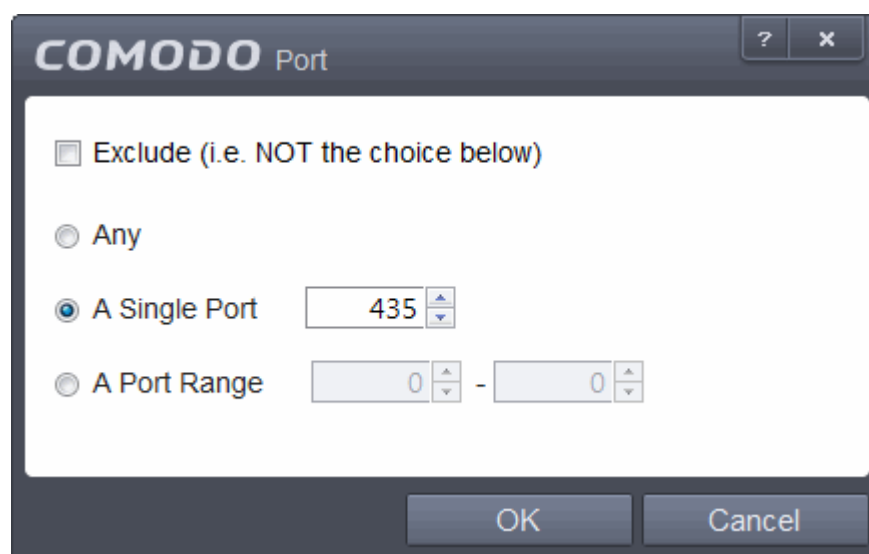 COMODO Port
? x
Exclude (i.e. NOT the choice below)
Any
A Single Port 435
A Port Range 0 - 0
OK Cancel